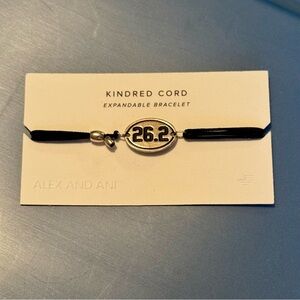 KINDRED CORD
EXPANDABLE BRACELET
26.2
ALEX AND ANI